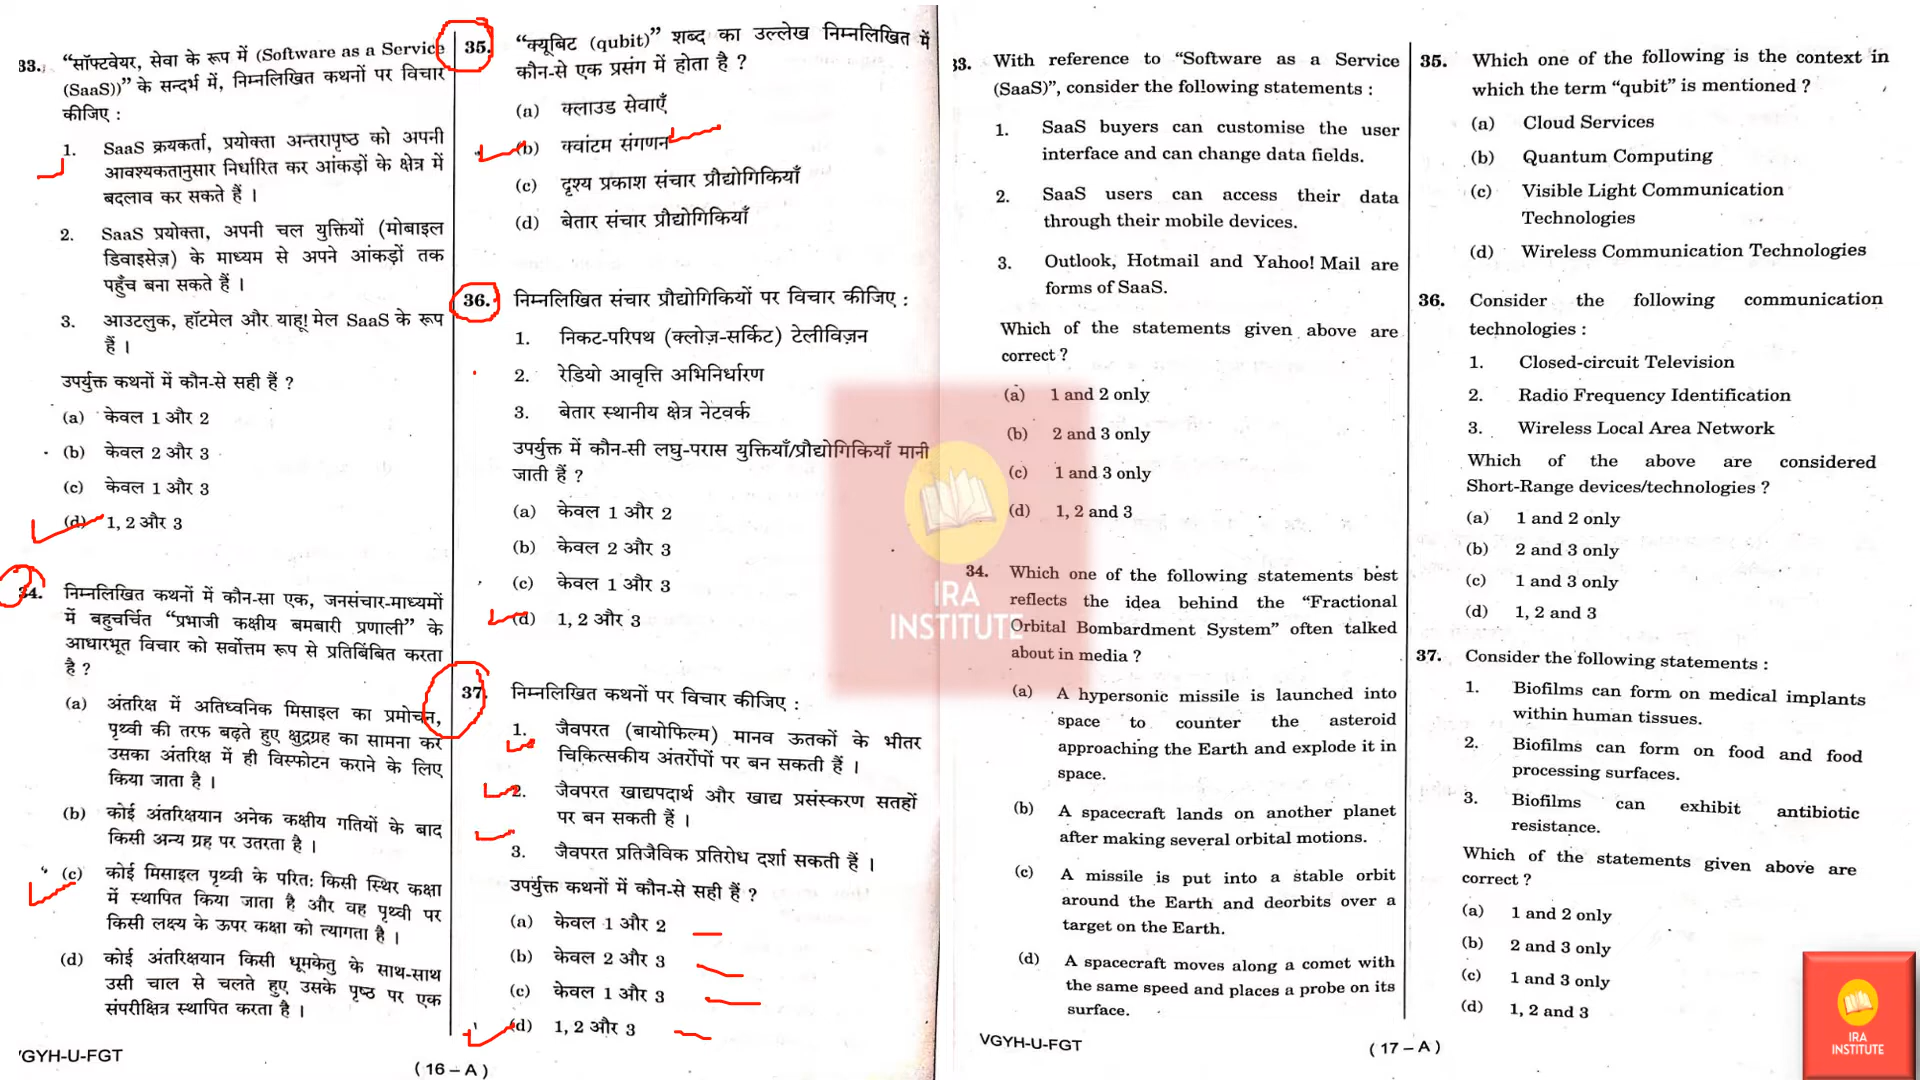 33. “सॉफ्टवेयर, सेवा के रूप में (Software as a Service
(SaaS))” के सन्दर्भ में, निम्नलिखित कथनों पर विचार
कीजिए :
1. SaaS क्रयकर्ता, प्रयोक्ता अन्तरापृष्ठ को अपनी
आवश्यकतानुसार निर्धारित कर आंकड़ों के क्षेत्र में
बदलाव कर सकते हैं ।
2. SaaS प्रयोक्ता, अपनी चल युक्तियों (मोबाइल
डिवाइसेज़) के माध्यम से अपने आंकड़ों तक
पहुँच बना सकते हैं ।
3. आउटलुक, हॉटमेल और याहू! मेल SaaS के रूप
हैं ।
उपर्युक्त कथनों में कौन-से सही हैं ?
(a) केवल 1 और 2
(b) केवल 2 और 3
(c) केवल 1 और 3
(d) 1, 2 और 3
34. निम्नलिखित कथनों में कौन-सा एक, जनसंचार-माध्यमों
में बहुचर्चित “प्रभाजी कक्षीय बमबारी प्रणाली” के
आधारभूत विचार को सर्वोत्तम रूप से प्रतिबिंबित करता
है ?
(a) अंतरिक्ष में अतिध्वनिक मिसाइल का प्रमोचन,
पृथ्वी की तरफ बढ़ते हुए क्षुद्रग्रह का सामना कर
उसका अंतरिक्ष में ही विस्फोटन कराने के लिए
किया जाता है ।
(b) कोई अंतरिक्षयान अनेक कक्षीय गतियों के बाद
किसी अन्य ग्रह पर उतरता है ।
(c) कोई मिसाइल पृथ्वी के परित: किसी स्थिर कक्षा
में स्थापित किया जाता है और वह पृथ्वी पर
किसी लक्ष्य के ऊपर कक्षा को त्यागता है ।
(d) कोई अंतरिक्षयान किसी धूमकेतु के साथ-साथ
उसी चाल से चलते हुए उसके पृष्ठ पर एक
संपरीक्षित्र स्थापित करता है ।
VGYH-U-FGT
( 16 – A )
35. “क्यूबिट (qubit)” शब्द का उल्लेख निम्नलिखित में
कौन-से एक प्रसंग में होता है ?
(a) क्लाउड सेवाएँ
(b) क्वांटम संगणन
(c) दृश्य प्रकाश संचार प्रौद्योगिकियाँ
(d) बेतार संचार प्रौद्योगिकियाँ
36. निम्नलिखित संचार प्रौद्योगिकियों पर विचार कीजिए :
1. निकट-परिपथ (क्लोज़-सर्किट) टेलीविज़न
2. रेडियो आवृत्ति अभिनिर्धारण
3. बेतार स्थानीय क्षेत्र नेटवर्क
उपर्युक्त में कौन-सी लघु-परास युक्तियाँ/प्रौद्योगिकियाँ मानी
जाती हैं ?
(a) केवल 1 और 2
(b) केवल 2 और 3
(c) केवल 1 और 3
(d) 1, 2 और 3
37. निम्नलिखित कथनों पर विचार कीजिए :
1. जैवपरत (बायोफिल्म) मानव ऊतकों के भीतर
चिकित्सकीय अंतर्रोपों पर बन सकती हैं ।
2. जैवपरत खाद्यपदार्थ और खाद्य प्रसंस्करण सतहों
पर बन सकती हैं ।
3. जैवपरत प्रतिजैविक प्रतिरोध दर्शा सकती हैं ।
उपर्युक्त कथनों में कौन-से सही हैं ?
(a) केवल 1 और 2
(b) केवल 2 और 3
(c) केवल 1 और 3
(d) 1, 2 और 3
33. With reference to “Software as a Service
(SaaS)”, consider the following statements :
1. SaaS buyers can customise the user
interface and can change data fields.
2. SaaS users can access their data
through their mobile devices.
3. Outlook, Hotmail and Yahoo! Mail are
forms of SaaS.
Which of the statements given above are
correct ?
(a) 1 and 2 only
(b) 2 and 3 only
(c) 1 and 3 only
(d) 1, 2 and 3
34. Which one of the following statements best
reflects the idea behind the “Fractional
Orbital Bombardment System” often talked
about in media ?
(a) A hypersonic missile is launched into
space to counter the asteroid
approaching the Earth and explode it in
space.
(b) A spacecraft lands on another planet
after making several orbital motions.
(c) A missile is put into a stable orbit
around the Earth and deorbits over a
target on the Earth.
(d) A spacecraft moves along a comet with
the same speed and places a probe on its
surface.
VGYH-U-FGT
( 17 – A )
35. Which one of the following is the context in
which the term “qubit” is mentioned ?
(a) Cloud Services
(b) Quantum Computing
(c) Visible Light Communication
Technologies
(d) Wireless Communication Technologies
36. Consider the following communication
technologies :
1. Closed-circuit Television
2. Radio Frequency Identification
3. Wireless Local Area Network
Which of the above are considered
Short-Range devices/technologies ?
(a) 1 and 2 only
(b) 2 and 3 only
(c) 1 and 3 only
(d) 1, 2 and 3
37. Consider the following statements :
1. Biofilms can form on medical implants
within human tissues.
2. Biofilms can form on food and food
processing surfaces.
3. Biofilms can exhibit antibiotic
resistance.
Which of the statements given above are
correct ?
(a) 1 and 2 only
(b) 2 and 3 only
(c) 1 and 3 only
(d) 1, 2 and 3
IRA
INSTITUTE
IRA
INSTITUTE